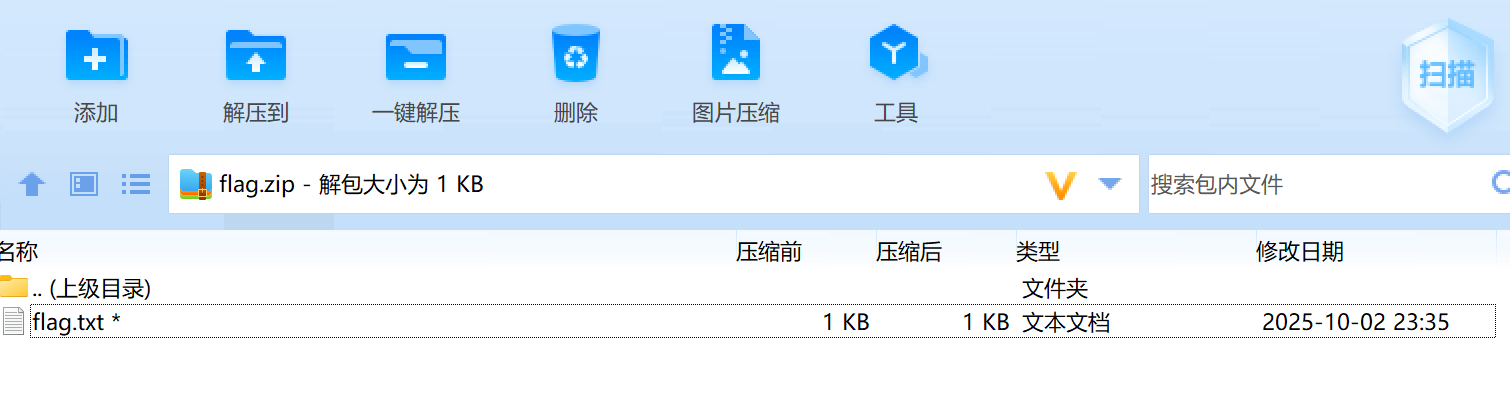 添加 解压到 一键解压 删除 图片压缩 工具 扫描
flag.zip - 解包大小为 1 KB 搜索包内文件
名称 压缩前 压缩后 类型 修改日期
.. (上级目录) 文件夹
flag.txt * 1 KB 1 KB 文本文档 2025-10-02 23:35